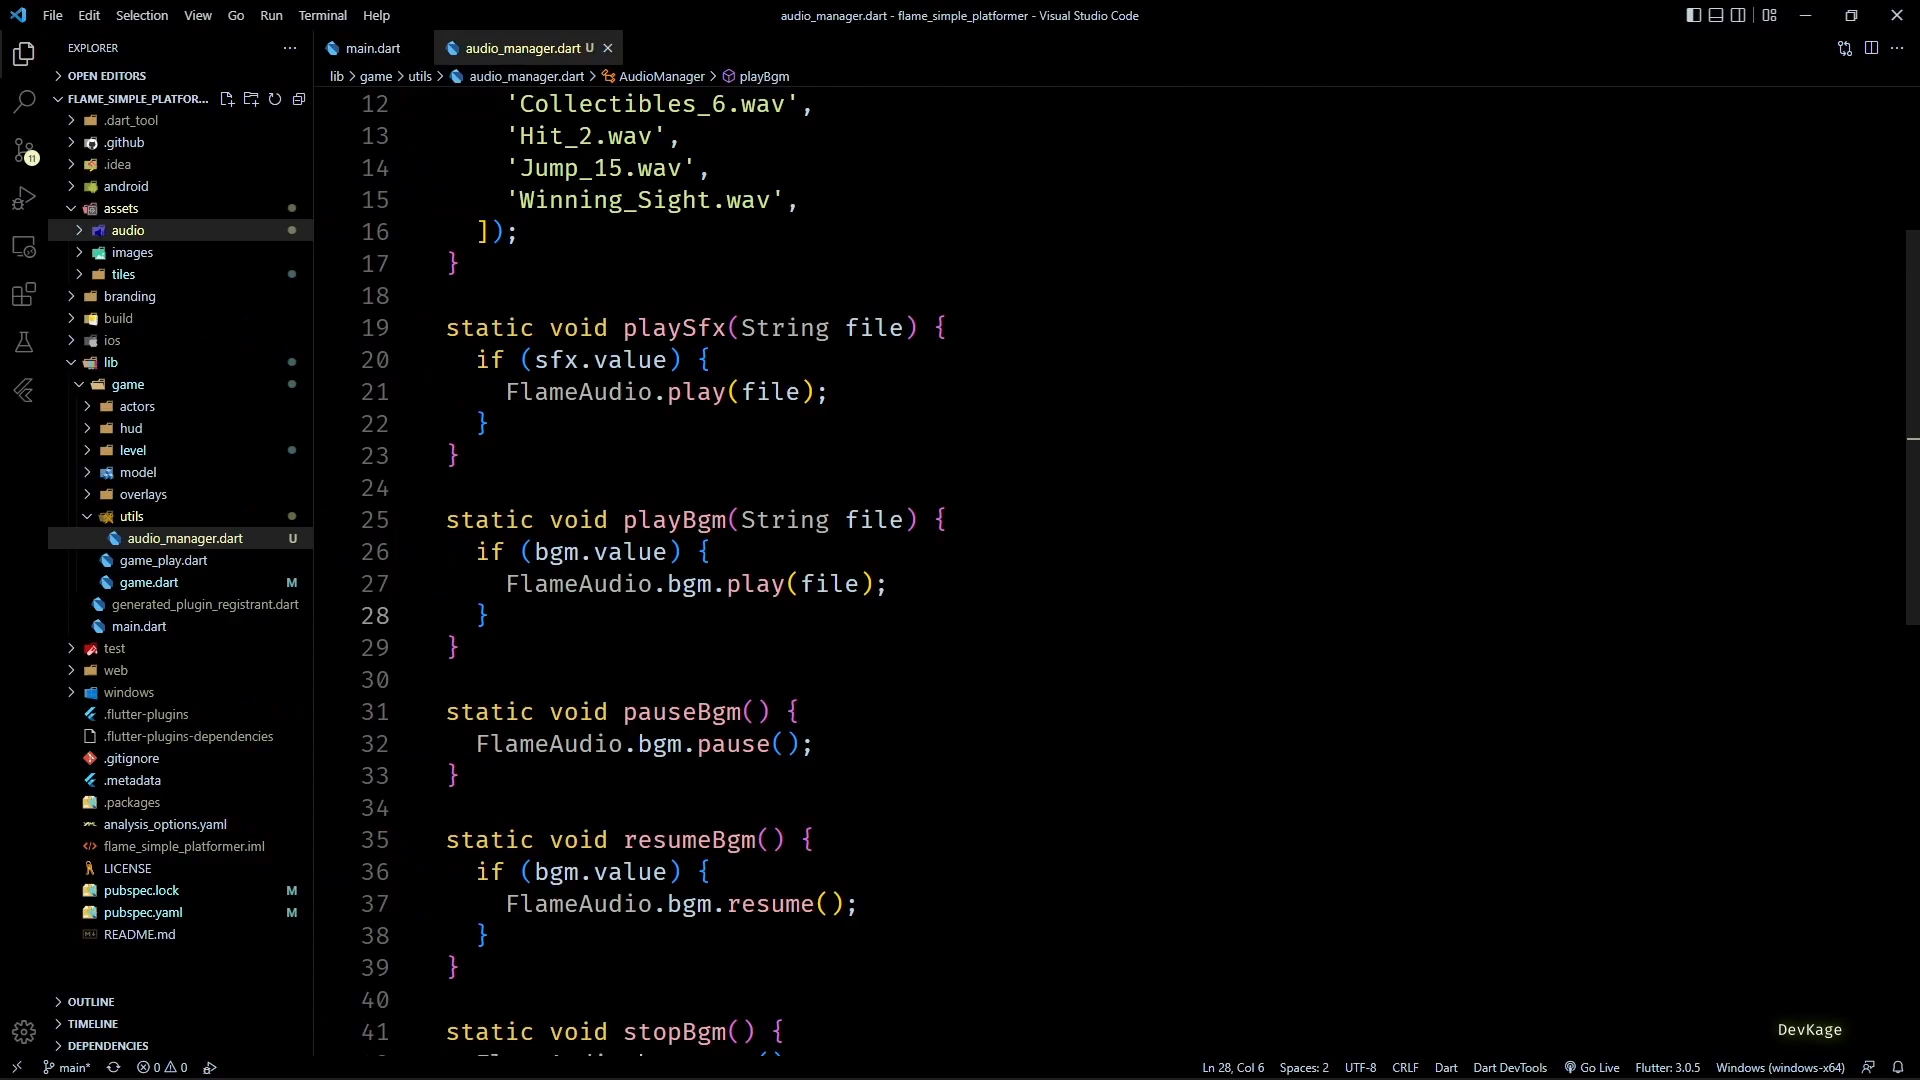 File Edit Selection View Go Run Terminal Help
audio_manager.dart - flame_simple_platformer - Visual Studio Code
EXPLORER
OPEN EDITORS
FLAME_SIMPLE_PLATFOR...
.dart_tool
.github
.idea
android
assets
audio
images
tiles
branding
build
ios
lib
game
actors
hud
level
model
overlays
utils
audio_manager.dart U
game_play.dart
game.dart M
generated_plugin_registrant.dart
main.dart
test
web
windows
.flutter-plugins
.flutter-plugins-dependencies
.gitignore
.metadata
.packages
analysis_options.yaml
flame_simple_platformer.iml
LICENSE
pubspec.lock M
pubspec.yaml M
README.md
OUTLINE
TIMELINE
DEPENDENCIES
11
main.dart audio_manager.dart U
lib > game > utils > audio_manager.dart > AudioManager > playBgm
12 'Collectibles_6.wav',
13 'Hit_2.wav',
14 'Jump_15.wav',
15 'Winning_Sight.wav',
16 ]);
17 }
18
19 static void playSfx(String file) {
20 if (sfx.value) {
21 FlameAudio.play(file);
22 }
23 }
24
25 static void playBgm(String file) {
26 if (bgm.value) {
27 FlameAudio.bgm.play(file);
28 }
29 }
30
31 static void pauseBgm() {
32 FlameAudio.bgm.pause();
33 }
34
35 static void resumeBgm() {
36 if (bgm.value) {
37 FlameAudio.bgm.resume();
38 }
39 }
40
41 static void stopBgm() {
DevKage
main* 0 0 Ln 28, Col 6 Spaces: 2 UTF-8 CRLF Dart Dart DevTools Go Live Flutter: 3.0.5 Windows (windows-x64)